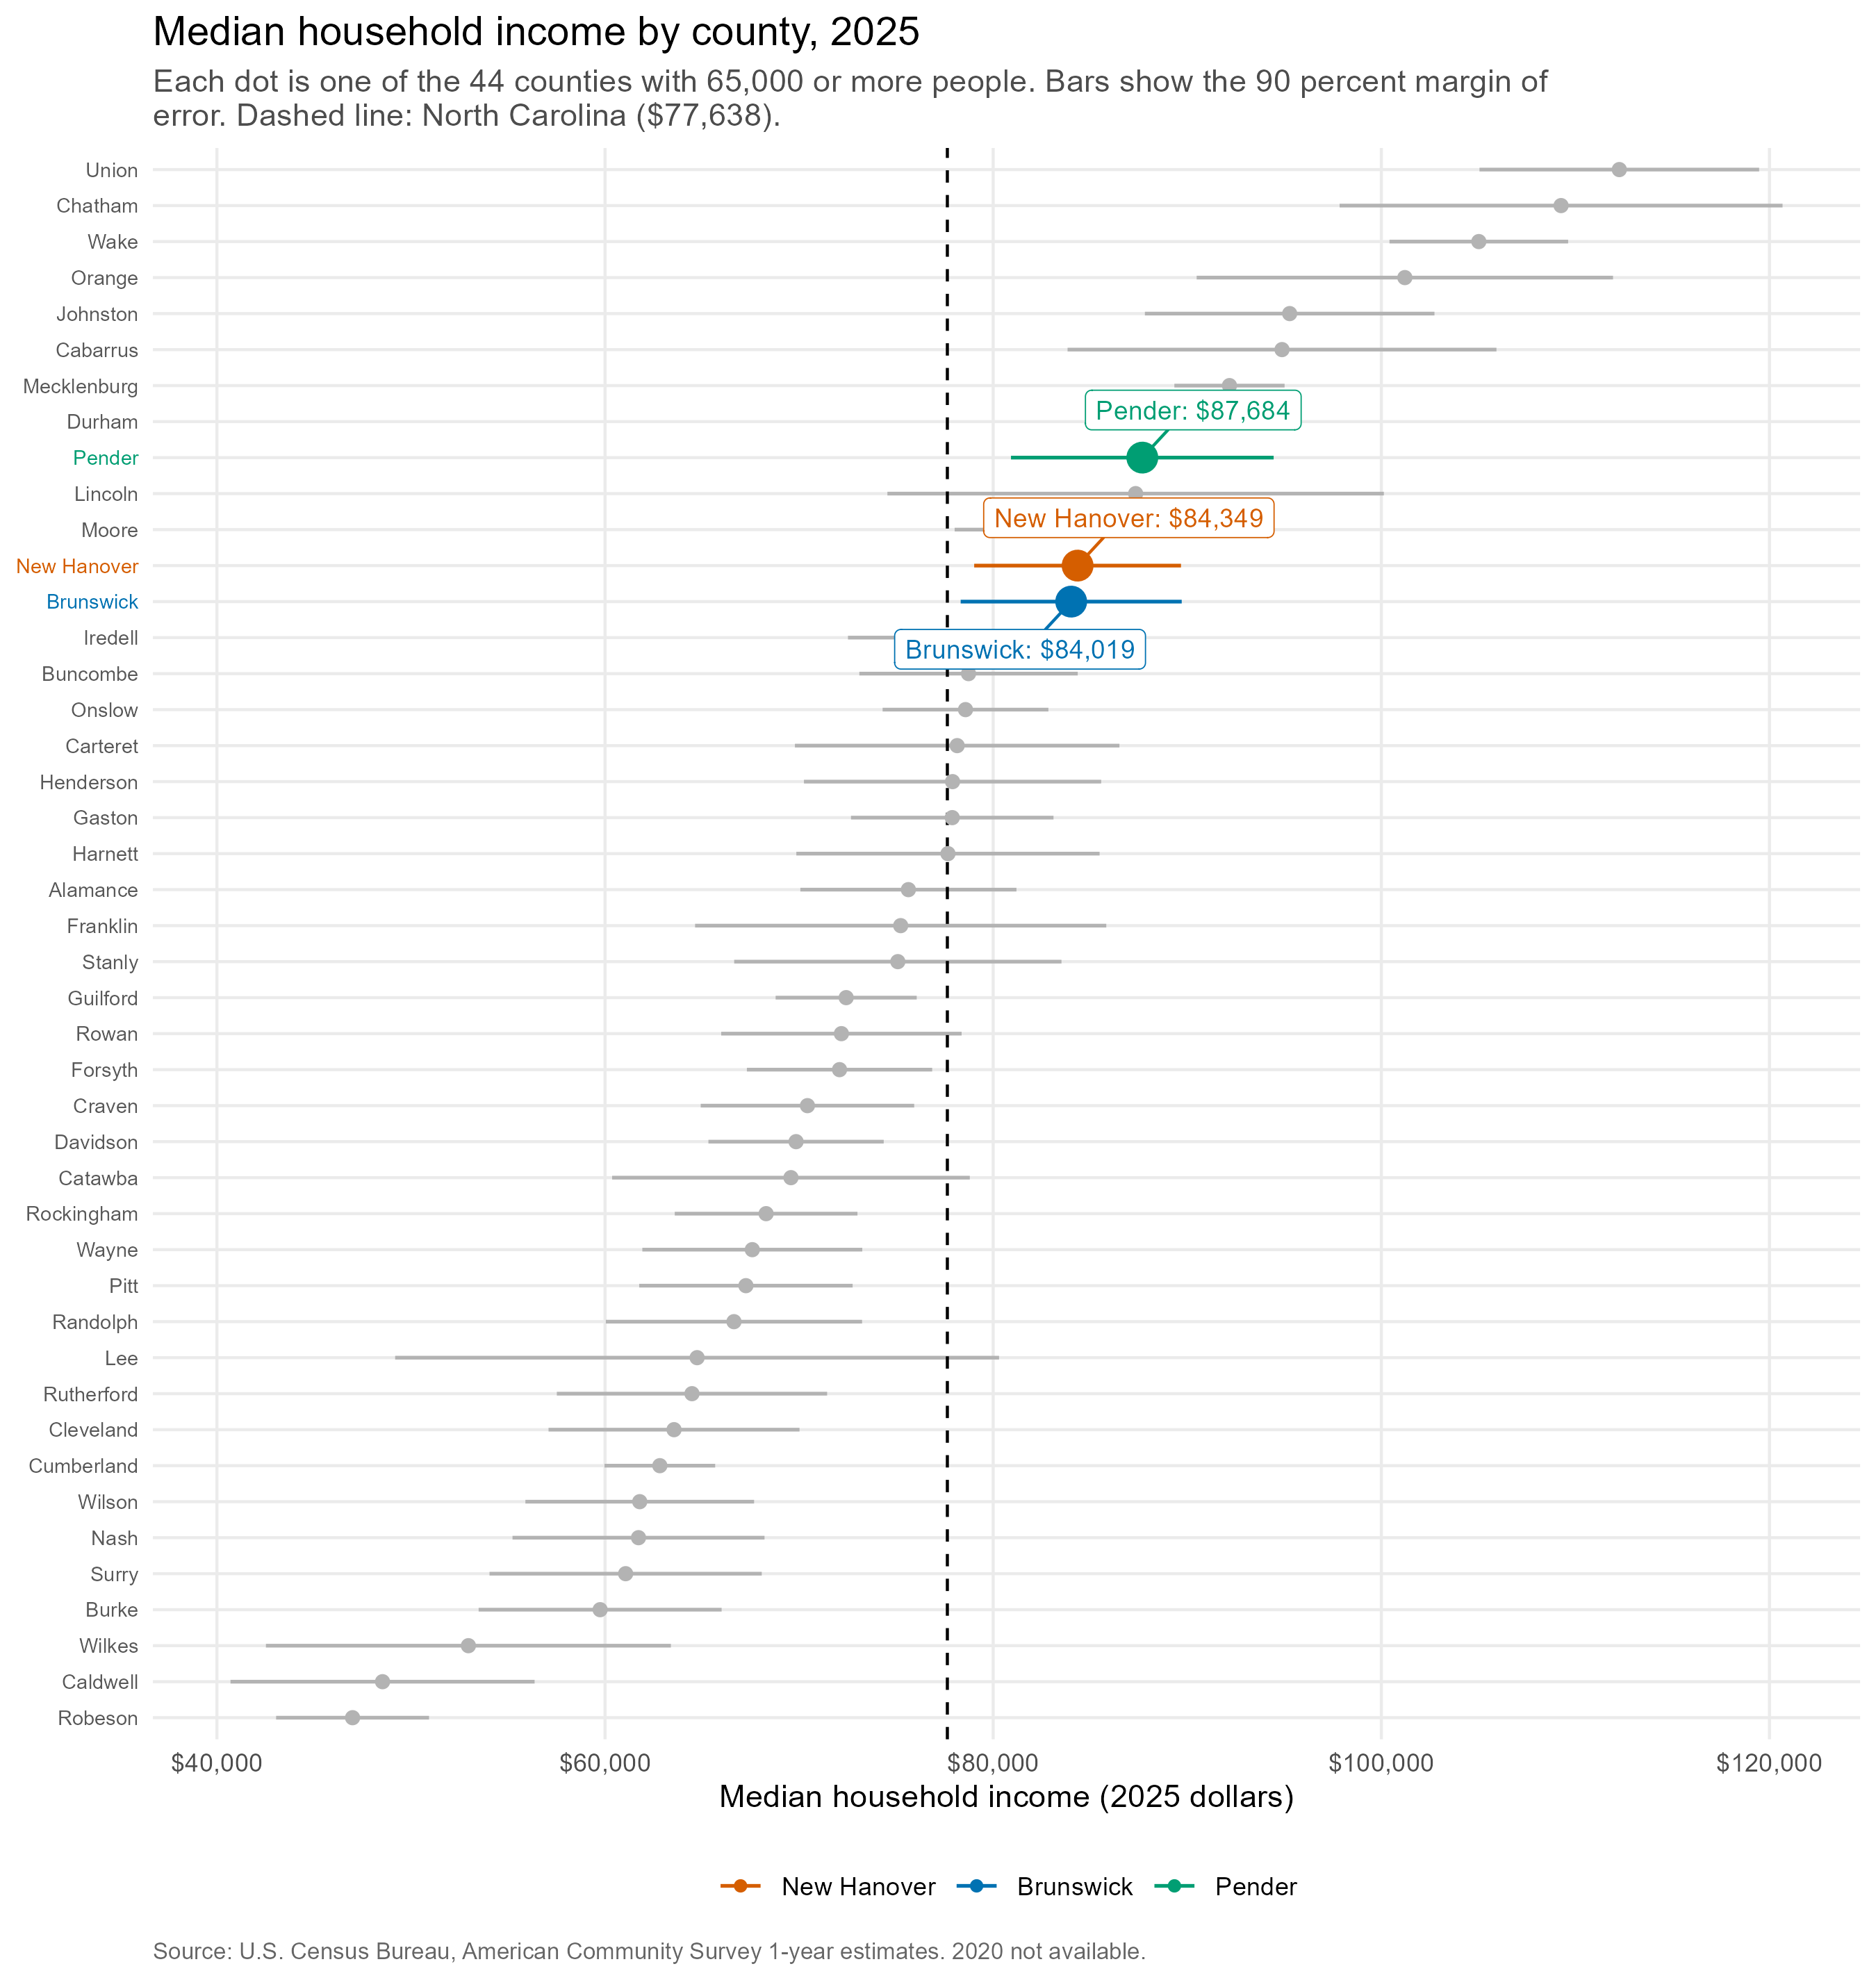 Median household income by county, 2025
Each dot is one of the 44 counties with 65,000 or more people. Bars show the 90 percent margin of
error. Dashed line: North Carolina ($77,638).
Union
Chatham
Wake
Orange
Johnston
Cabarrus
Mecklenburg
Pender: $87,684
Durham
Pender
Lincoln
New Hanover: $84,349
Moore
New Hanover
Brunswick
Iredell
Brunswick: $84,019
Buncombe
Onslow
Carteret
Henderson
Gaston
Harnett
Alamance
Franklin
Stanly
Guilford
Rowan
Forsyth
Craven
Davidson
Catawba
Rockingham
Wayne
Pitt
Randolph
Lee
Rutherford
Cleveland
Cumberland
Wilson
Nash
Surry
Burke
Wilkes
Caldwell
Robeson
$40,000 $60,000 $80,000 $100,000 $120,000
Median household income (2025 dollars)
New Hanover Brunswick Pender
Source: U.S. Census Bureau, American Community Survey 1-year estimates. 2020 not available.